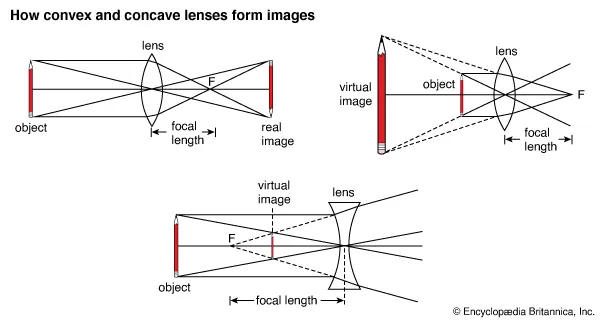 How convex and concave lenses form images
lens
F
object
focal
length
real
image
lens
object
virtual
image
F
focal
length
virtual
image
lens
F
object
focal length
© Encyclopædia Britannica, Inc.